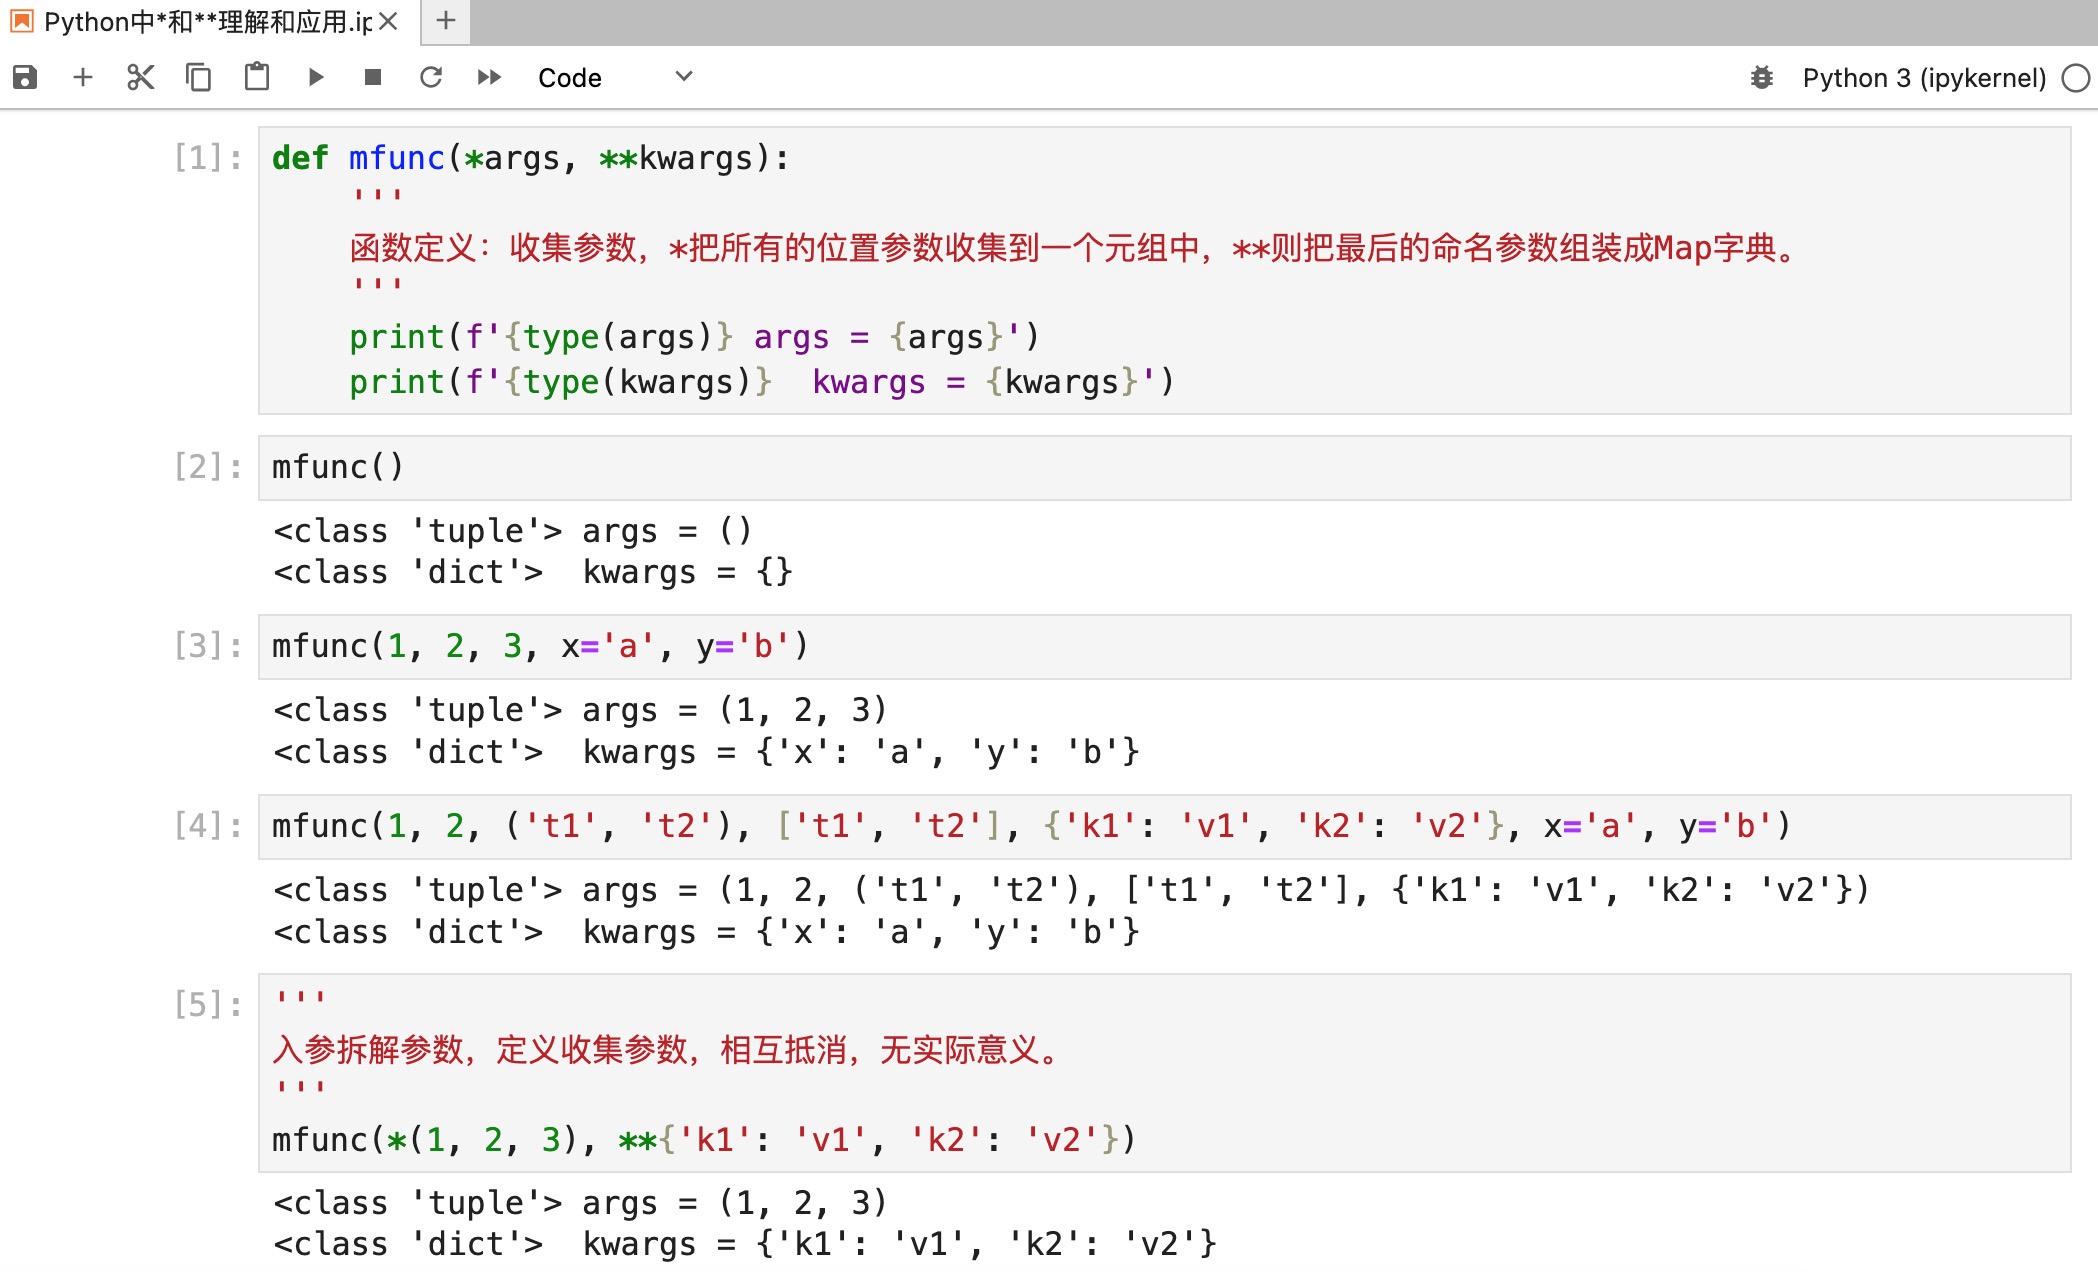 Python中*和**理解和应用.ip
Code
Python 3 (ipykernel)
[1]: def mfunc(*args, **kwargs):
'''
函数定义：收集参数，*把所有的位置参数收集到一个元组中，**则把最后的命名参数组装成Map字典。
'''
print(f'{type(args)} args = {args}')
print(f'{type(kwargs)}  kwargs = {kwargs}')
[2]: mfunc()
<class 'tuple'> args = ()
<class 'dict'>  kwargs = {}
[3]: mfunc(1, 2, 3, x='a', y='b')
<class 'tuple'> args = (1, 2, 3)
<class 'dict'>  kwargs = {'x': 'a', 'y': 'b'}
[4]: mfunc(1, 2, ('t1', 't2'), ['t1', 't2'], {'k1': 'v1', 'k2': 'v2'}, x='a', y='b')
<class 'tuple'> args = (1, 2, ('t1', 't2'), ['t1', 't2'], {'k1': 'v1', 'k2': 'v2'})
<class 'dict'>  kwargs = {'x': 'a', 'y': 'b'}
[5]: '''
入参拆解参数，定义收集参数，相互抵消，无实际意义。
'''
mfunc(*(1, 2, 3), **{'k1': 'v1', 'k2': 'v2'})
<class 'tuple'> args = (1, 2, 3)
<class 'dict'>  kwargs = {'k1': 'v1', 'k2': 'v2'}